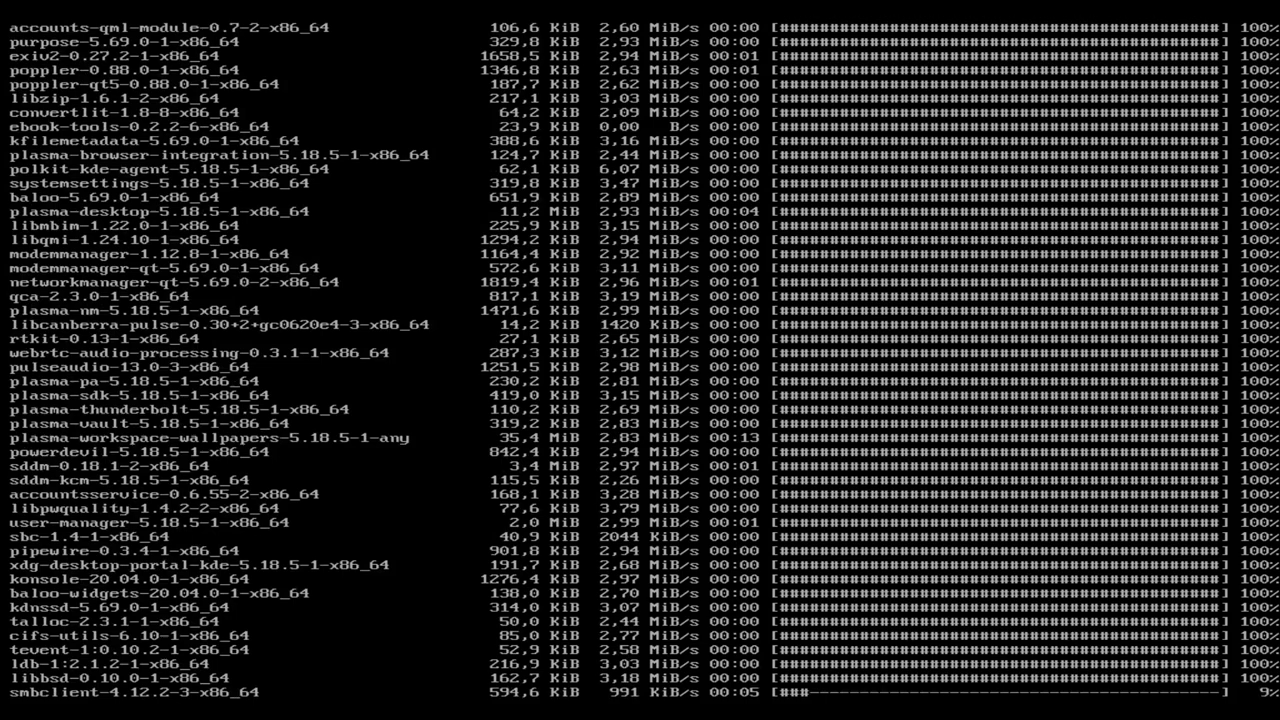 accounts-qml-module-0.7-2-x86_64 106,6 KiB 2,60 MiB/s 00:00 [############################################] 100%
purpose-5.69.0-1-x86_64 329,8 KiB 2,93 MiB/s 00:00 [############################################] 100%
exiv2-0.27.2-1-x86_64 1658,5 KiB 2,94 MiB/s 00:01 [############################################] 100%
poppler-0.88.0-1-x86_64 1346,8 KiB 2,63 MiB/s 00:01 [############################################] 100%
poppler-qt5-0.88.0-1-x86_64 187,7 KiB 2,62 MiB/s 00:00 [############################################] 100%
libzip-1.6.1-2-x86_64 217,1 KiB 3,03 MiB/s 00:00 [############################################] 100%
convertlit-1.8-8-x86_64 64,2 KiB 2,09 MiB/s 00:00 [############################################] 100%
ebook-tools-0.2.2-6-x86_64 23,9 KiB 0,00 B/s 00:00 [############################################] 100%
kfilemetadata-5.69.0-1-x86_64 388,6 KiB 3,16 MiB/s 00:00 [############################################] 100%
plasma-browser-integration-5.18.5-1-x86_64 124,7 KiB 2,44 MiB/s 00:00 [############################################] 100%
polkit-kde-agent-5.18.5-1-x86_64 62,1 KiB 6,07 MiB/s 00:00 [############################################] 100%
systemsettings-5.18.5-1-x86_64 319,8 KiB 3,47 MiB/s 00:00 [############################################] 100%
baloo-5.69.0-1-x86_64 651,9 KiB 2,89 MiB/s 00:00 [############################################] 100%
plasma-desktop-5.18.5-1-x86_64 11,2 MiB 2,93 MiB/s 00:04 [############################################] 100%
libmbim-1.22.0-1-x86_64 225,9 KiB 3,15 MiB/s 00:00 [############################################] 100%
libqmi-1.24.10-1-x86_64 1294,2 KiB 2,94 MiB/s 00:00 [############################################] 100%
modemmanager-1.12.8-1-x86_64 1164,4 KiB 2,92 MiB/s 00:00 [############################################] 100%
modemmanager-qt-5.69.0-1-x86_64 572,6 KiB 3,11 MiB/s 00:00 [############################################] 100%
networkmanager-qt-5.69.0-2-x86_64 1819,4 KiB 2,96 MiB/s 00:01 [############################################] 100%
qca-2.3.0-1-x86_64 817,1 KiB 3,19 MiB/s 00:00 [############################################] 100%
plasma-nm-5.18.5-1-x86_64 1471,6 KiB 2,99 MiB/s 00:00 [############################################] 100%
libcanberra-pulse-0.30+2+gc0620e4-3-x86_64 14,2 KiB 1420 KiB/s 00:00 [############################################] 100%
rtkit-0.13-1-x86_64 27,1 KiB 2,65 MiB/s 00:00 [############################################] 100%
webrtc-audio-processing-0.3.1-1-x86_64 287,3 KiB 3,12 MiB/s 00:00 [############################################] 100%
pulseaudio-13.0-3-x86_64 1251,5 KiB 2,98 MiB/s 00:00 [############################################] 100%
plasma-pa-5.18.5-1-x86_64 230,2 KiB 2,81 MiB/s 00:00 [############################################] 100%
plasma-sdk-5.18.5-1-x86_64 419,0 KiB 3,15 MiB/s 00:00 [############################################] 100%
plasma-thunderbolt-5.18.5-1-x86_64 110,2 KiB 2,69 MiB/s 00:00 [############################################] 100%
plasma-vault-5.18.5-1-x86_64 319,2 KiB 2,83 MiB/s 00:00 [############################################] 100%
plasma-workspace-wallpapers-5.18.5-1-any 35,4 MiB 2,83 MiB/s 00:13 [############################################] 100%
powerdevil-5.18.5-1-x86_64 842,4 KiB 2,94 MiB/s 00:00 [############################################] 100%
sddm-0.18.1-2-x86_64 3,4 MiB 2,97 MiB/s 00:01 [############################################] 100%
sddm-kcm-5.18.5-1-x86_64 115,5 KiB 2,26 MiB/s 00:00 [############################################] 100%
accountsservice-0.6.55-2-x86_64 168,1 KiB 3,28 MiB/s 00:00 [############################################] 100%
libpwquality-1.4.2-2-x86_64 77,6 KiB 3,79 MiB/s 00:00 [############################################] 100%
user-manager-5.18.5-1-x86_64 2,0 MiB 2,99 MiB/s 00:01 [############################################] 100%
sbc-1.4-1-x86_64 40,9 KiB 2044 KiB/s 00:00 [############################################] 100%
pipewire-0.3.4-1-x86_64 901,8 KiB 2,94 MiB/s 00:00 [############################################] 100%
xdg-desktop-portal-kde-5.18.5-1-x86_64 191,7 KiB 2,68 MiB/s 00:00 [############################################] 100%
konsole-20.04.0-1-x86_64 1276,4 KiB 2,97 MiB/s 00:00 [############################################] 100%
baloo-widgets-20.04.0-1-x86_64 138,0 KiB 2,70 MiB/s 00:00 [############################################] 100%
kdnssd-5.69.0-1-x86_64 314,0 KiB 3,07 MiB/s 00:00 [############################################] 100%
talloc-2.3.1-1-x86_64 50,0 KiB 2,44 MiB/s 00:00 [############################################] 100%
cifs-utils-6.10-1-x86_64 85,0 KiB 2,77 MiB/s 00:00 [############################################] 100%
tevent-1:0.10.2-1-x86_64 52,9 KiB 2,58 MiB/s 00:00 [############################################] 100%
ldb-1:2.1.2-1-x86_64 216,9 KiB 3,03 MiB/s 00:00 [############################################] 100%
libbsd-0.10.0-1-x86_64 162,7 KiB 3,18 MiB/s 00:00 [############################################] 100%
smbclient-4.12.2-3-x86_64 594,6 KiB 991 KiB/s 00:05 [###-----------------------------------------] 9%